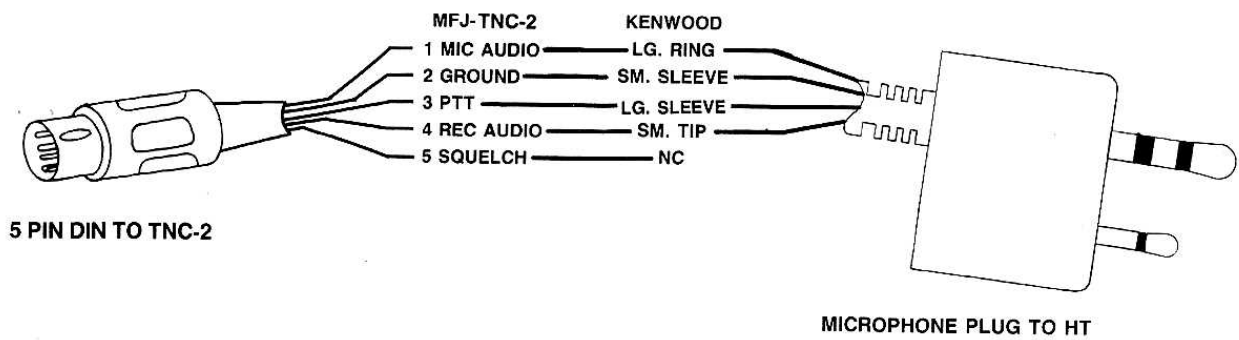 MFJ-TNC-2 KENWOOD
1 MIC AUDIO LG. RING
2 GROUND SM. SLEEVE
3 PTT LG. SLEEVE
4 REC AUDIO SM. TIP
5 SQUELCH NC
5 PIN DIN TO TNC-2
MICROPHONE PLUG TO HT